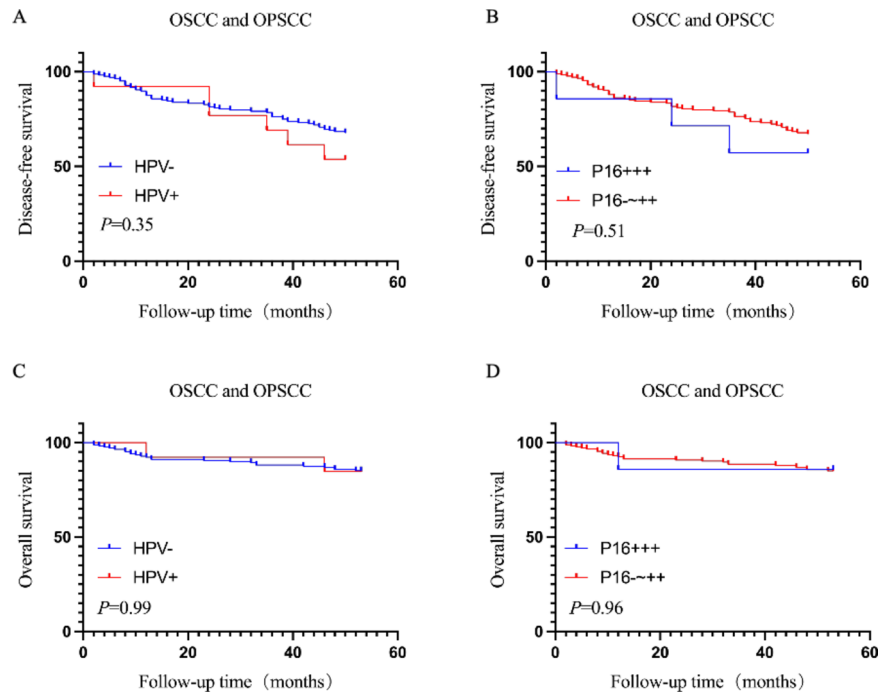 A
OSCC and OPSCC
Disease-free survival
100
50
0
HPV-
HPV+
P=0.35
0 20 40 60
Follow-up time（months）
B
OSCC and OPSCC
Disease-free survival
100
50
0
P16+++
P16-~++
P=0.51
0 20 40 60
Follow-up time（months）
C
OSCC and OPSCC
Overall survival
100
50
0
HPV-
HPV+
P=0.99
0 20 40 60
Follow-up time（months）
D
OSCC and OPSCC
Overall survival
100
50
0
P16+++
P16-~++
P=0.96
0 20 40 60
Follow-up time（months）